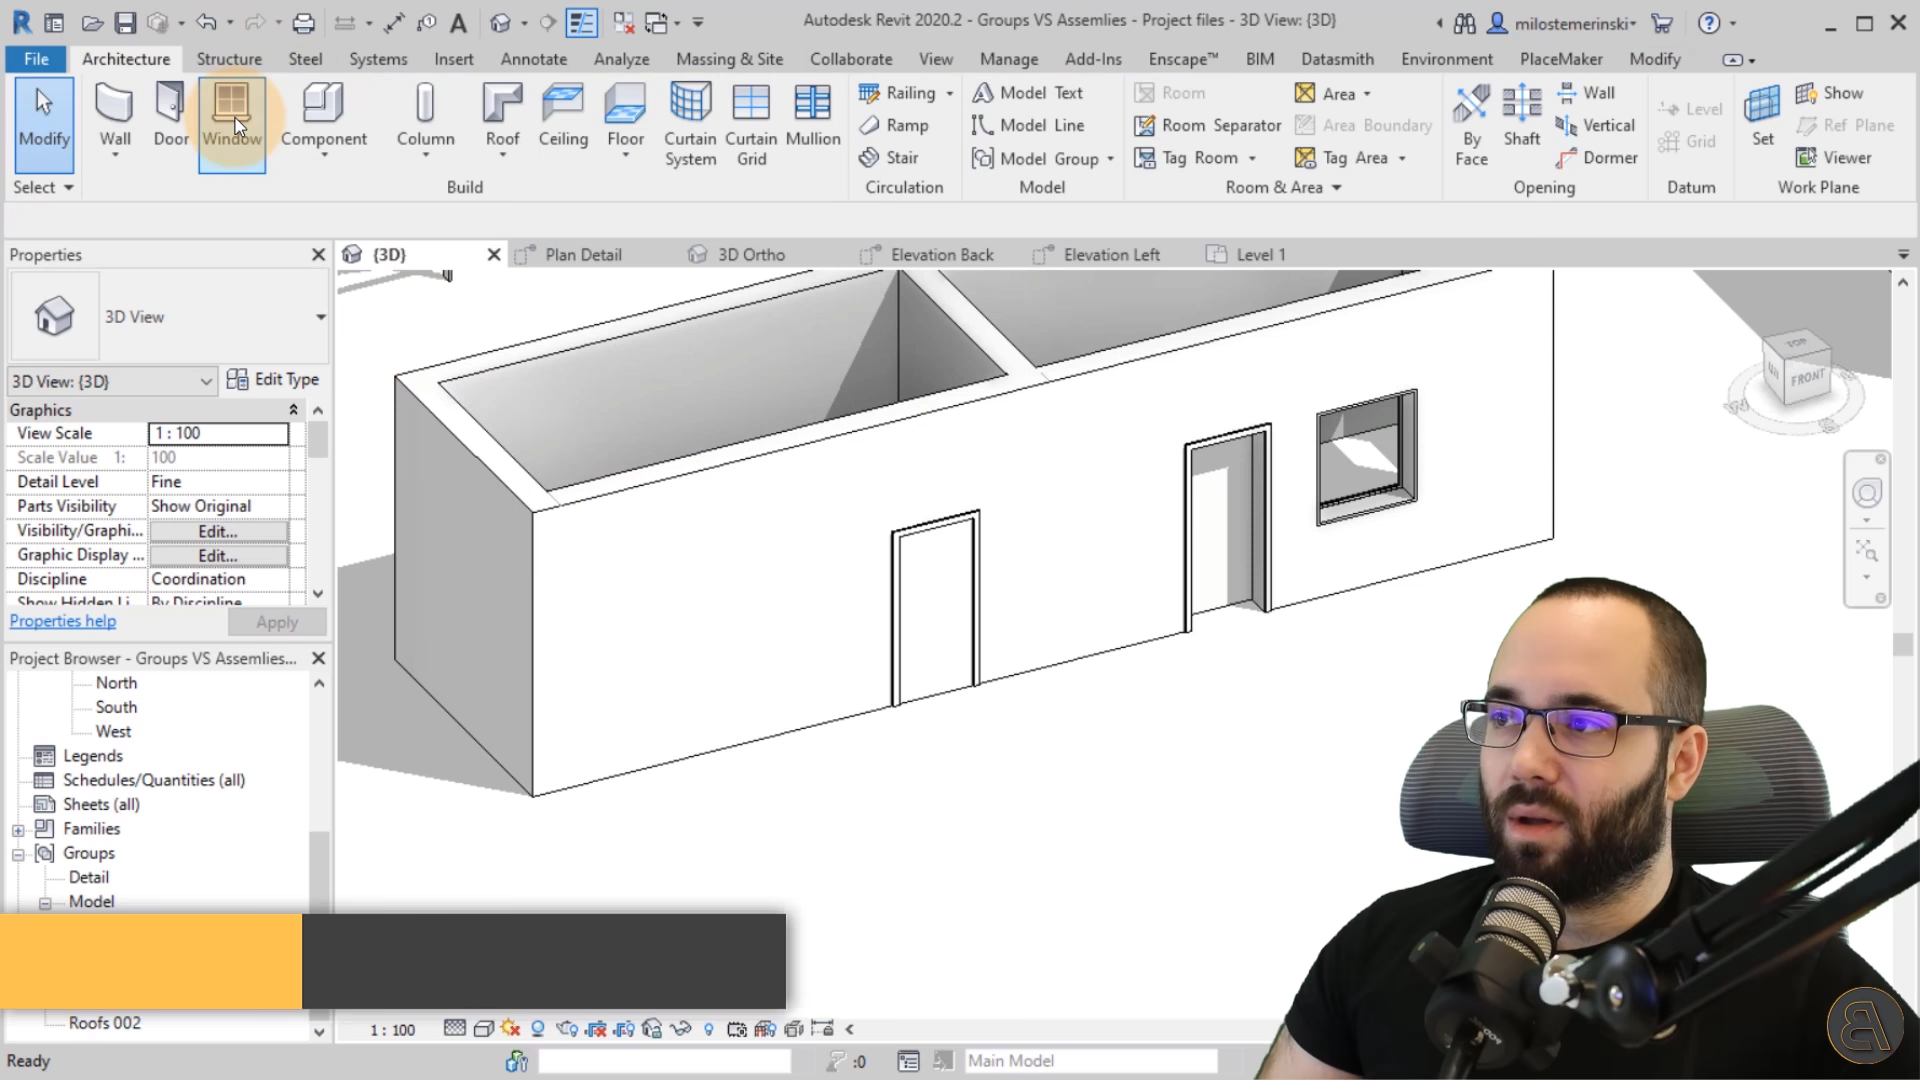 Autodesk Revit 2020.2 - Groups VS Assemlies - Project files - 3D View: {3D}
milostemerinski
File Architecture Structure Steel Systems Insert Annotate Analyze Massing & Site Collaborate View Manage Add-Ins Enscape™ BIM Datasmith Environment PlaceMaker Modify
Modify Wall Door Window Component Column Roof Ceiling Floor Curtain System Curtain Grid Mullion
Railing Model Text Room Area
Ramp Model Line Room Separator Area Boundary
Stair Model Group Tag Room Tag Area
By Face Shaft Wall Vertical Dormer
Level Grid
Set Show Ref Plane Viewer
Select Build Circulation Model Room & Area Opening Datum Work Plane
Properties
{3D} Plan Detail 3D Ortho Elevation Back Elevation Left Level 1
3D View
3D View: {3D} Edit Type
Graphics
View Scale 1 : 100
Scale Value 1: 100
Detail Level Fine
Parts Visibility Show Original
Visibility/Graphi... Edit...
Graphic Display ... Edit...
Discipline Coordination
Show Hidden Li By Discipline
Properties help Apply
TOP
FRONT
Project Browser - Groups VS Assemlies...
North
South
West
Legends
Schedules/Quantities (all)
Sheets (all)
Families
Groups
Detail
Model
Roofs 002
1 : 100
Ready :0 Main Model